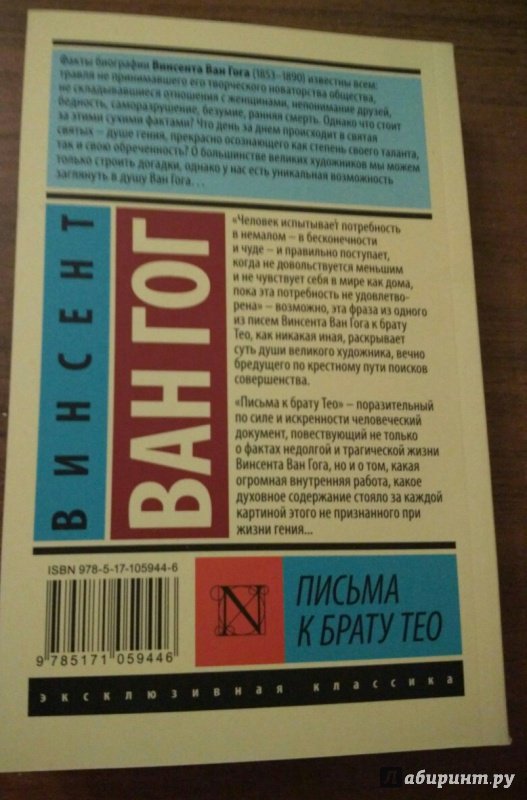 Факты биографии Винсента Ван Гога (1853–1890) известны всем:
травля не принимавшего его творческого новаторства общества,
не складывавшиеся отношения с женщинами, непонимание друзей,
бедность, саморазрушение, безумие, ранняя смерть. Однако что стоит
за этими сухими фактами? Что день за днем происходит в святая
святых – душе гения, прекрасно осознающего как степень своего таланта,
так и свою обреченность? О большинстве великих художников мы можем
только строить догадки, однако у нас есть уникальная возможность
заглянуть в душу Ван Гога...
ВИНСЕНТ
ВАН ГОГ
«Человек испытывает потребность
в немалом – в бесконечности
и чуде – и правильно поступает,
когда не довольствуется меньшим
и не чувствует себя в мире как дома,
пока эта потребность не удовлетво-
рена» – возможно, эта фраза из одного
из писем Винсента Ван Гога к брату
Тео, как никакая иная, раскрывает
суть души великого художника, вечно
бредущего по крестному пути поисков
совершенства.
«Письма к брату Тео» – поразительный
по силе и искренности человеческий
документ, повествующий не только
о фактах недолгой и трагической жизни
Винсента Ван Гога, но и о том, какая
огромная внутренняя работа, какое
духовное содержание стояло за каждой
картиной этого не признанного при
жизни гения...
ISBN 978-5-17-105944-6
9 785171 059446
N
ПИСЬМА
К БРАТУ ТЕО
эксклюзивная классика
Лабиринт.ру